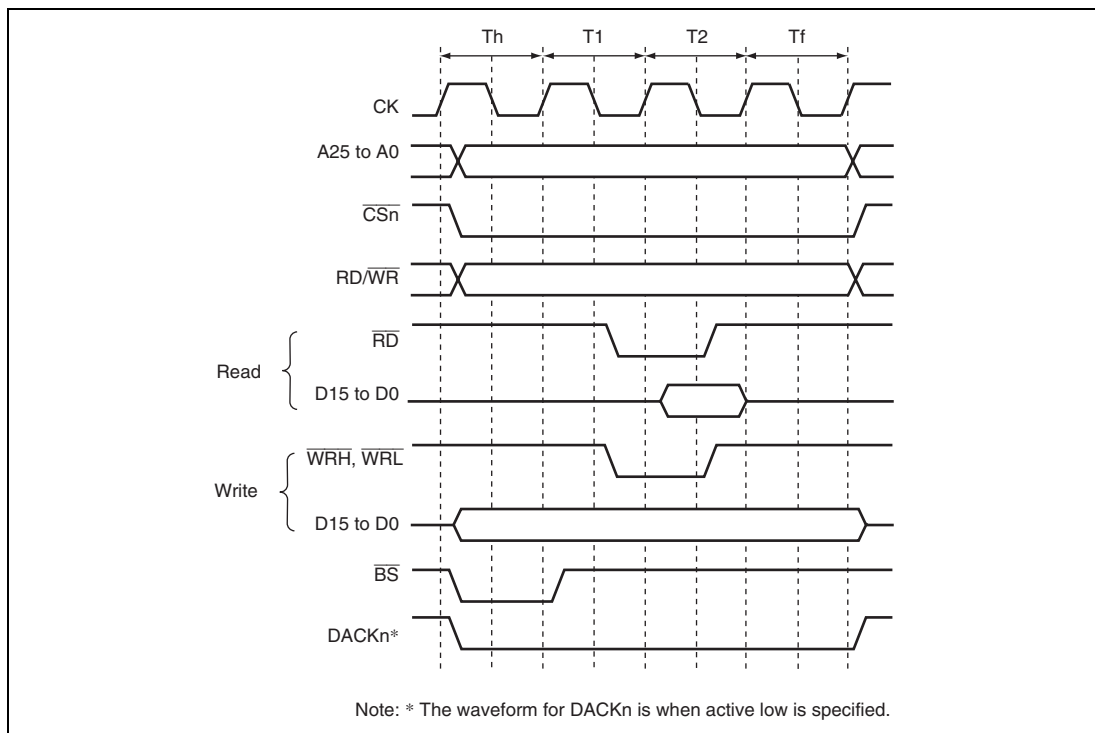 Th T1 T2 Tf
CK
A25 to A0
CSn
RD/WR
RD
Read
D15 to D0
WRH, WRL
Write
D15 to D0
BS
DACKn*
Note: * The waveform for DACKn is when active low is specified.